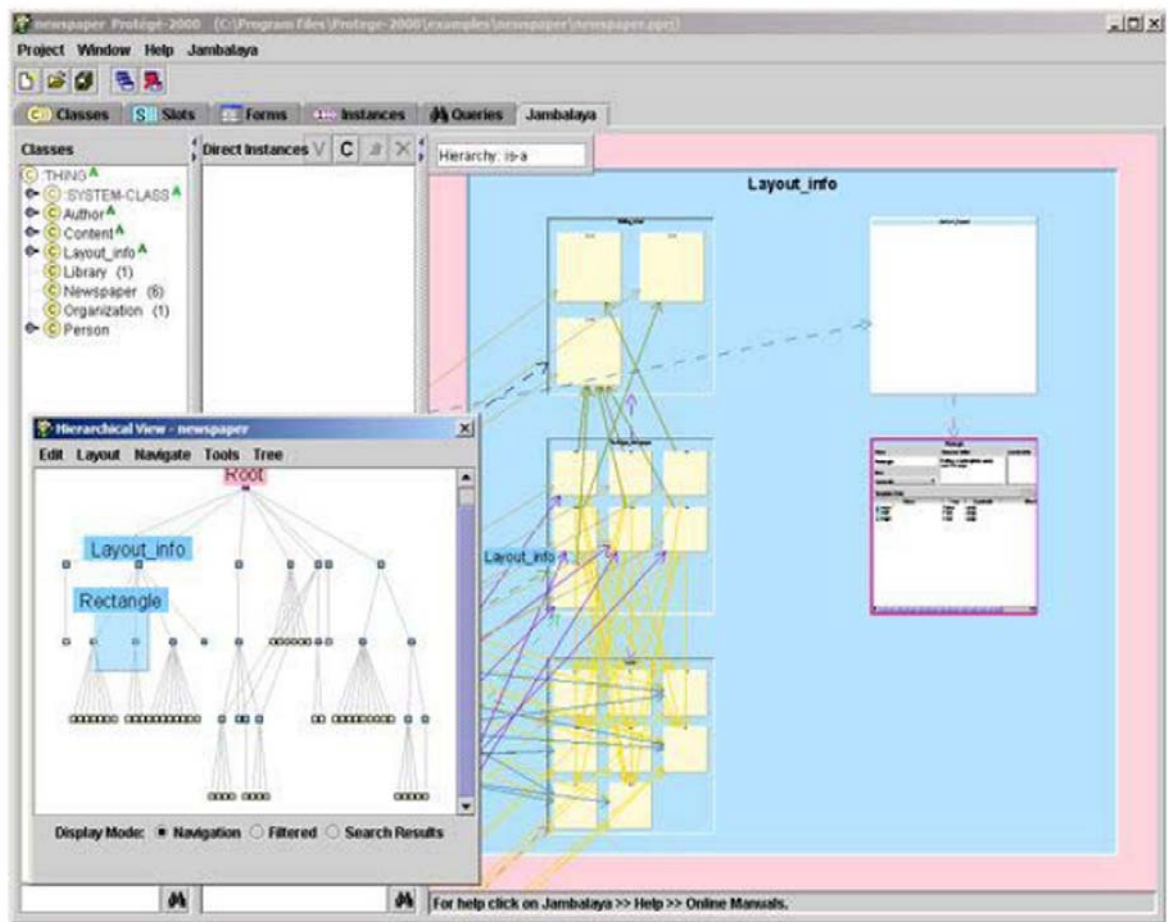 newspaper Protégé-2000 (C:\Program Files\Protege-2000\examples\newspaper\newspaper.pprj)
Project Window Help Jambalaya
C Classes S Slots Forms Instances Queries Jambalaya
Classes
Direct Instances V C X
Hierarchy: is-a
:THING A
:SYSTEM-CLASS A
Author A
Content A
Layout_info A
Library (1)
Newspaper (6)
Organization (1)
Person
Layout_info
Layout_info
Hierarchical View - newspaper
Edit Layout Navigate Tools Tree
Root
Layout_info
Rectangle
Display Mode: Navigation Filtered Search Results
For help click on Jambalaya >> Help >> Online Manuals.